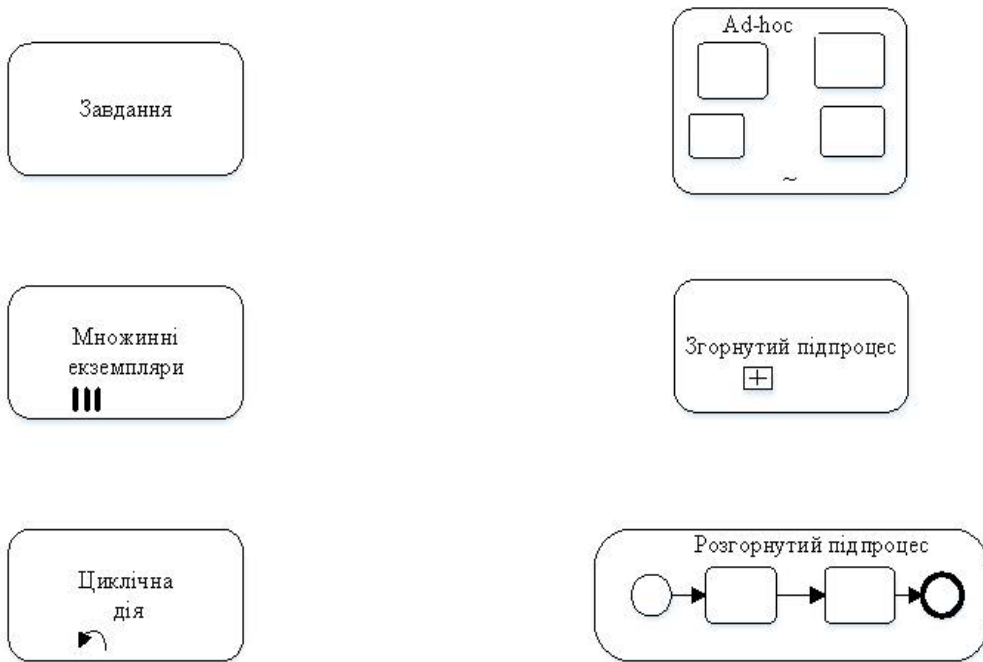 Завдання
Ad-hoc
~
Множинні
екземпляри
Згорнутий підпроцес
Циклічна
дія
Розгорнутий підпроцес